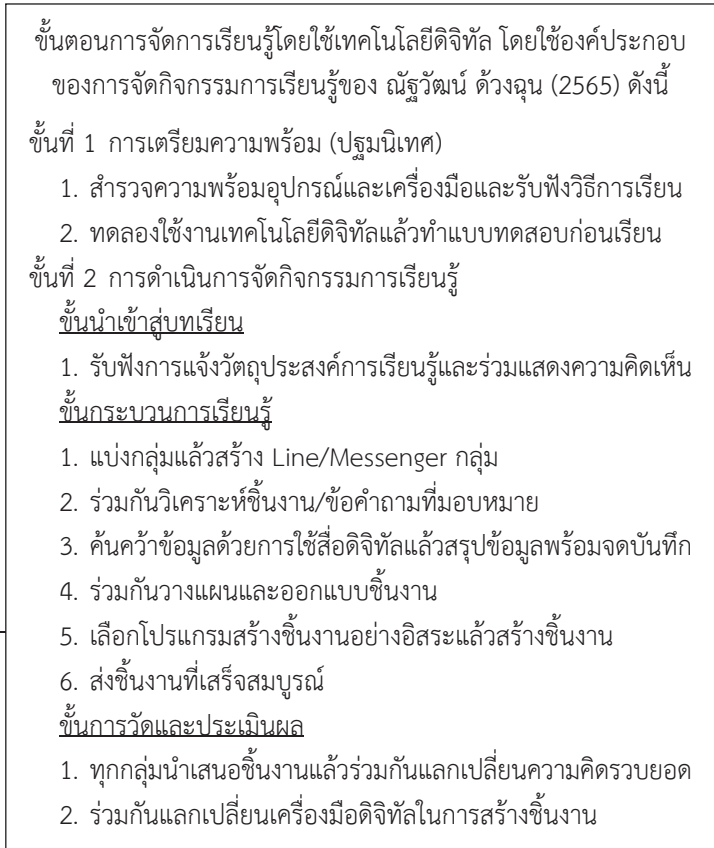 ขั้นตอนการจัดการเรียนรู้โดยใช้เทคโนโลยีดิจิทัล โดยใช้องค์ประกอบ
ของการจัดกิจกรรมการเรียนรู้ของ ณัฐวัฒน์ ด้วงฉุน (2565) ดังนี้
ขั้นที่ 1 การเตรียมความพร้อม (ปฐมนิเทศ)
1. สำรวจความพร้อมอุปกรณ์และเครื่องมือและรับฟังวิธีการเรียน
2. ทดลองใช้งานเทคโนโลยีดิจิทัลแล้วทำแบบทดสอบก่อนเรียน
ขั้นที่ 2 การดำเนินการจัดกิจกรรมการเรียนรู้
ขั้นนำเข้าสู่บทเรียน
1. รับฟังการแจ้งวัตถุประสงค์การเรียนรู้และร่วมแสดงความคิดเห็น
ขั้นกระบวนการเรียนรู้
1. แบ่งกลุ่มแล้วสร้าง Line/Messenger กลุ่ม
2. ร่วมกันวิเคราะห์ชิ้นงาน/ข้อคำถามที่มอบหมาย
3. ค้นคว้าข้อมูลด้วยการใช้สื่อดิจิทัลแล้วสรุปข้อมูลพร้อมจดบันทึก
4. ร่วมกันวางแผนและออกแบบชิ้นงาน
5. เลือกโปรแกรมสร้างชิ้นงานอย่างอิสระแล้วสร้างชิ้นงาน
6. ส่งชิ้นงานที่เสร็จสมบูรณ์
ขั้นการวัดและประเมินผล
1. ทุกกลุ่มนำเสนอชิ้นงานแล้วร่วมกันแลกเปลี่ยนความคิดรวบยอด
2. ร่วมกันแลกเปลี่ยนเครื่องมือดิจิทัลในการสร้างชิ้นงาน